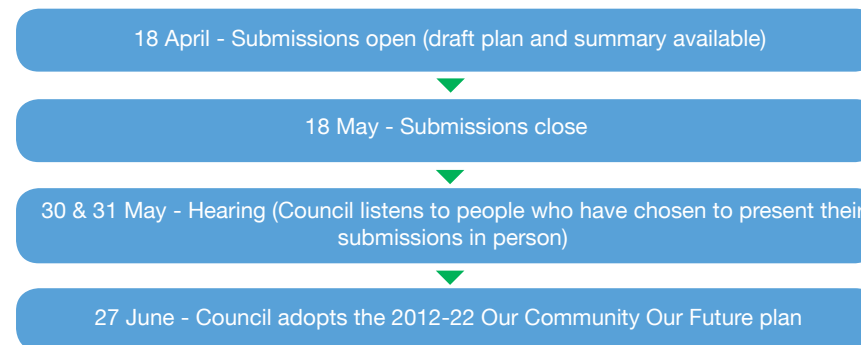 18 April - Submissions open (draft plan and summary available)
18 May - Submissions close
30 & 31 May - Hearing (Council listens to people who have chosen to present their
submissions in person)
27 June - Council adopts the 2012-22 Our Community Our Future plan